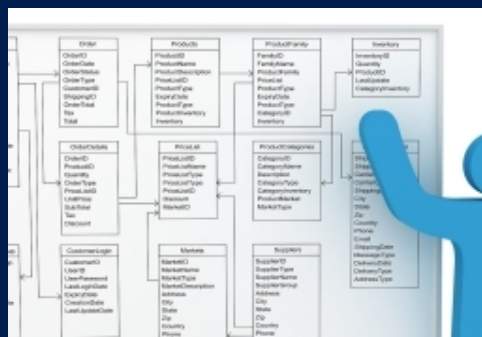 Order
OrderID
OrderDate
OrderStatus
OrderType
CustomerID
ShippingID
OrderTotal
Tax
Total
Products
ProductID
ProductName
ProductDescription
PriceListID
ProductType
ExpiryDate
ProductType
ProductInventory
Inventory
ProductFamily
FamilyID
FamilyName
ProductFamily
PriceList
ProductType
ExpiryDate
ProductType
CategoryID
Inventory
Inventory
InventoryID
Quantity
ProductID
LastUpdate
CategoryInventory
OrderDetails
OrderID
ProductID
Quantity
OrderType
PriceListID
UnitPrice
SubTotal
Tax
Discount
PriceList
PriceListID
PriceListName
PriceListType
ProductType
PriceListID
Discount
MarketID
ProductCategories
CategoryID
CategoryName
Description
CategoryType
CategoryInventory
ProductMarket
MarketType
City
State
Zip
Country
Phone
Email
ShippingDate
MessageType
DeliveryDate
DeliveryType
AddressType
CustomerLogin
CustomerID
UserID
UserPassword
LastLoginDate
ExpiryDate
CreationDate
LastUpdateDate
Markets
MarketID
MarketName
MarketType
MarketDescription
Address
City
State
Zip
Country
Phone
Suppliers
SupplierID
SupplierType
SupplierName
SupplierGroup
Address
City
State
Zip
Country
Phone